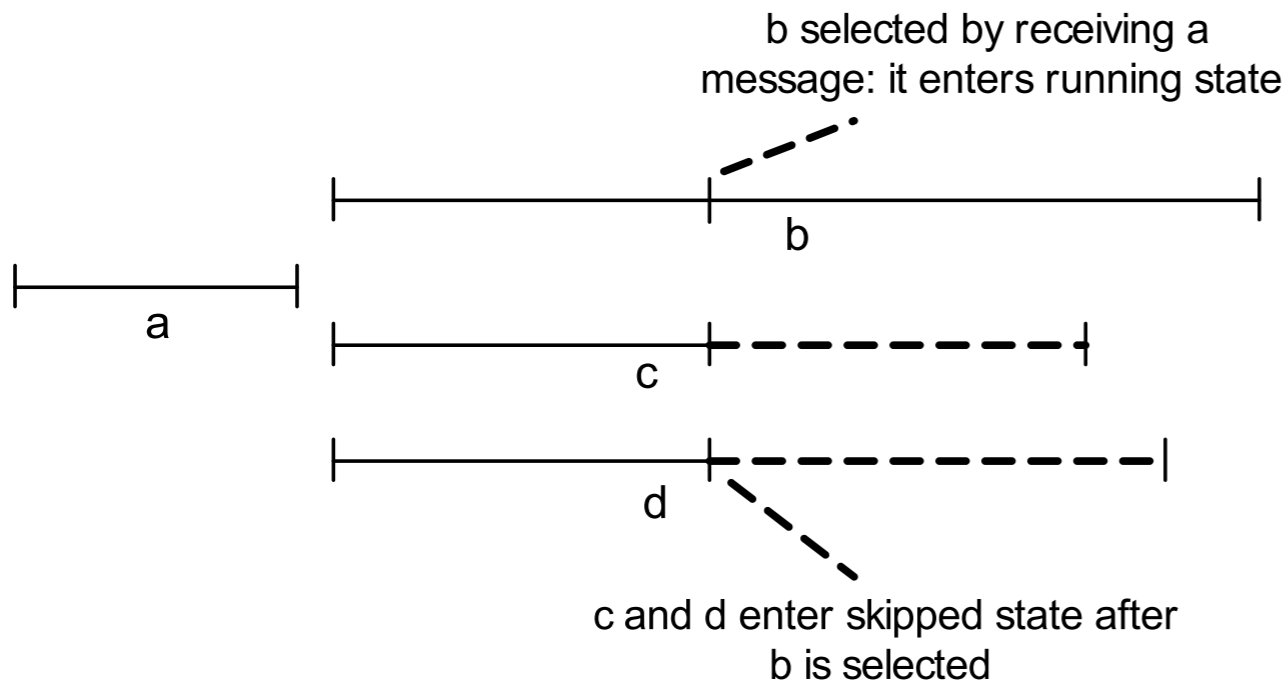 b selected by receiving a
message: it enters running state
b
a
c
d
c and d enter skipped state after
b is selected